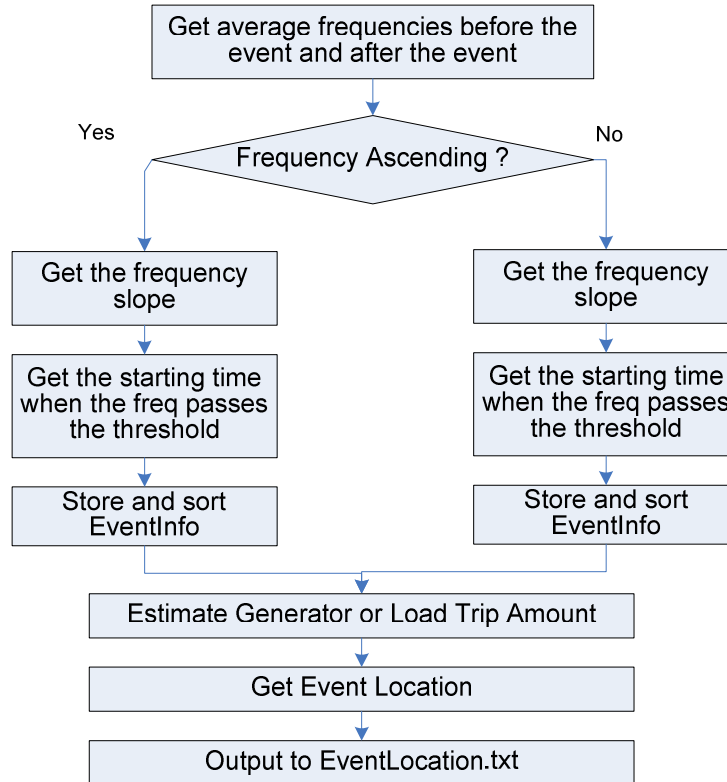 Get average frequencies before the
event and after the event
Yes
No
Frequency Ascending ?
Get the frequency
slope
Get the starting time
when the freq passes
the threshold
Store and sort
EventInfo
Get the frequency
slope
Get the starting time
when the freq passes
the threshold
Store and sort
EventInfo
Estimate Generator or Load Trip Amount
Get Event Location
Output to EventLocation.txt